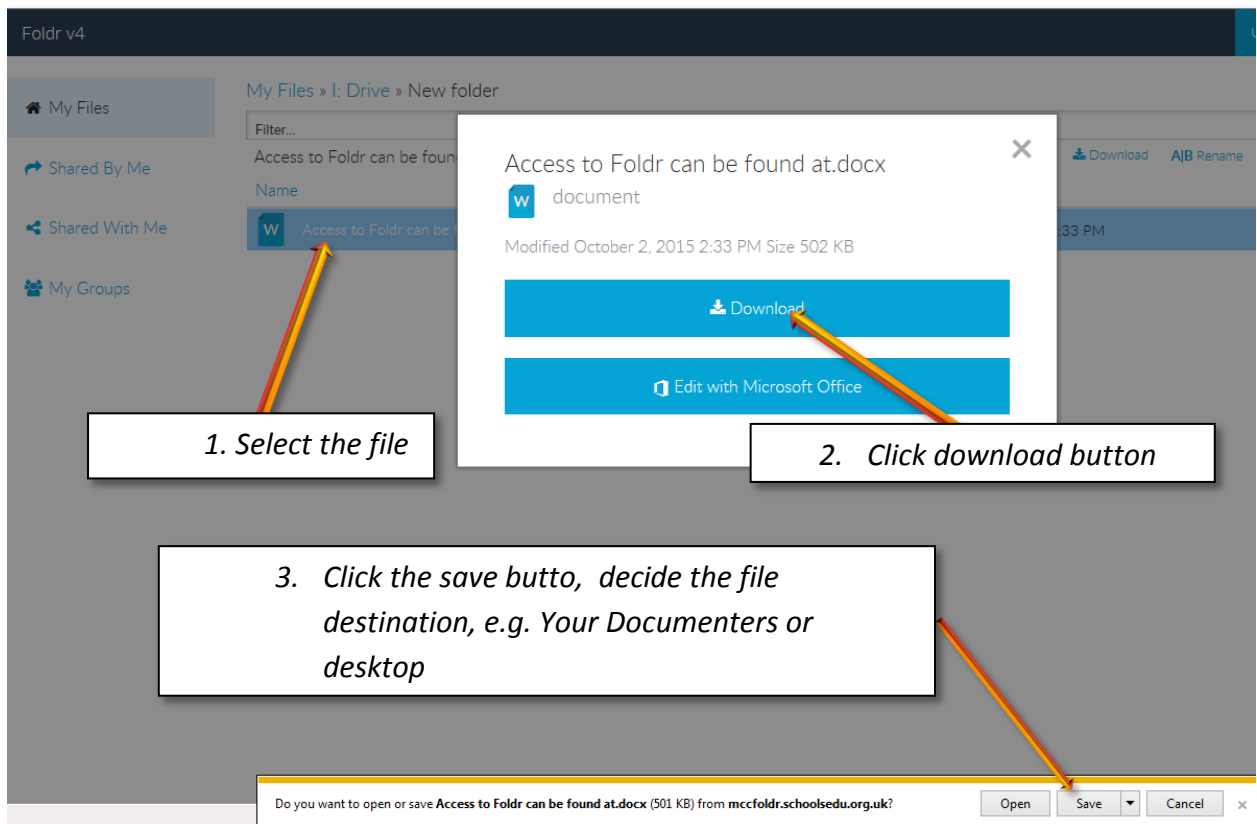 Foldr v4
My Files
Shared By Me
Shared With Me
My Groups
My Files » I: Drive » New folder
Filter...
Access to Foldr can be foun
Download A|B Rename
Name
W Access to Foldr can be
:33 PM
Access to Foldr can be found at.docx
W document
Modified October 2, 2015 2:33 PM Size 502 KB
Download
Edit with Microsoft Office
1. Select the file
2. Click download button
3. Click the save butto, decide the file
destination, e.g. Your Documenters or
desktop
Do you want to open or save Access to Foldr can be found at.docx (501 KB) from mccfoldr.schoolsedu.org.uk?
Open Save Cancel